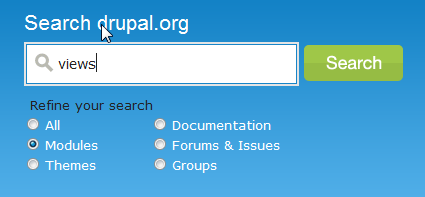 Search drupal.org
views
Search
Refine your search
All
Documentation
Modules
Forums & Issues
Themes
Groups